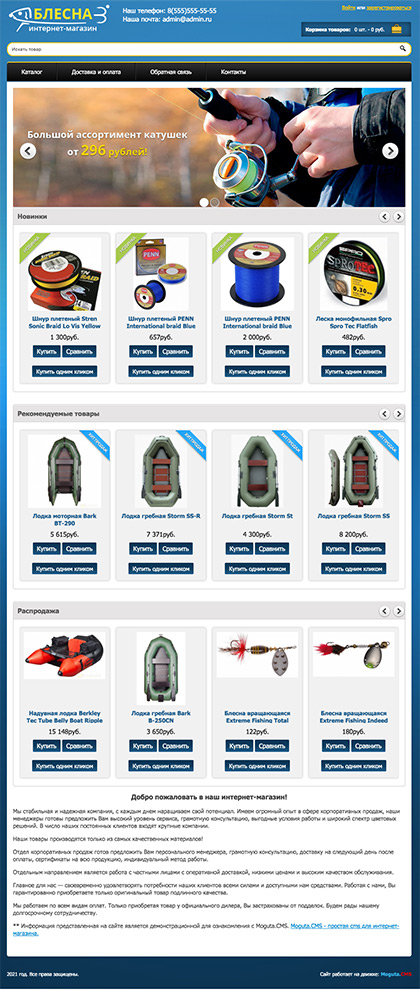 БЛЕСНА
интернет-магазин
Наш телефон: 8(555)555-55-55
Наша почта: admin@admin.ru
Войти или зарегистрироваться
Корзина товаров: 0 шт. - 0 руб.
Искать товар
Каталог Доставка и оплата Обратная связь Контакты
Большой ассортимент катушек
от 296 рублей!
Новинки
Шнур плетеный Stren Sonic Braid Lo Vis Yellow
1 300руб.
Купить Сравнить
Купить одним кликом
Шнур плетеный PENN International braid Blue
657руб.
Купить Сравнить
Купить одним кликом
Шнур плетеный PENN International braid Blue
2 000руб.
Купить Сравнить
Купить одним кликом
Леска монофильная Spro Spro Tec Flatfish
482руб.
Купить Сравнить
Купить одним кликом
Рекомендуемые товары
Лодка моторная Bark BT-290
5 615руб.
Купить Сравнить
Купить одним кликом
Лодка гребная Storm SS-R
7 371руб.
Купить Сравнить
Купить одним кликом
Лодка гребная Storm St
4 300руб.
Купить Сравнить
Купить одним кликом
Лодка гребная Storm SS
8 200руб.
Купить Сравнить
Купить одним кликом
Распродажа
Надувная лодка Berkley Tec Tube Belly Boat Ripple
15 148руб.
Купить Сравнить
Купить одним кликом
Лодка гребная Bark B-250CN
3 650руб.
Купить Сравнить
Купить одним кликом
Блесна вращающаяся Extreme Fishing Total
122руб.
Купить Сравнить
Купить одним кликом
Блесна вращающаяся Extreme Fishing Indeed
180руб.
Купить Сравнить
Купить одним кликом
Добро пожаловать в наш интернет-магазин!
Мы стабильная и надежная компания, с каждым днем наращиваем свой потенциал. Имеем огромный опыт в сфере корпоративных продаж, наши
менеджеры готовы предложить Вам высокий уровень сервиса, грамотную консультацию, выгодные условия работы и широкий спектр цветовых
решений. В число наших постоянных клиентов входят крупные компании.
Наши товары производятся только из самых качественных материалов!
Отдел корпоративных продаж готов предложить Вам персонального менеджера, грамотную консультацию, доставку на следующий день после
оплаты, сертификаты на всю продукцию, индивидуальный метод работы.
Отдельным направлением является работа с частными лицами с оперативной доставкой, низкими ценами и высоким качеством обслуживания.
Главное для нас — своевременно удовлетворять потребности наших клиентов всеми силами и доступными нам средствами. Работая с нами, Вы
гарантированно приобретаете только оригинальный товар подлинного качества.
Мы работаем по всем видам оплат. Только приобретая товар у официального дилера, Вы застрахованы от подделок. Будем рады нашему
долгосрочному сотрудничеству.
** Информация представленная на сайте является демонстрационной для ознакомления с Moguta.CMS. Moguta.CMS - простая cms для интернет-
магазина.
2021 год. Все права защищены.
Сайт работает на движке: Moguta.CMS